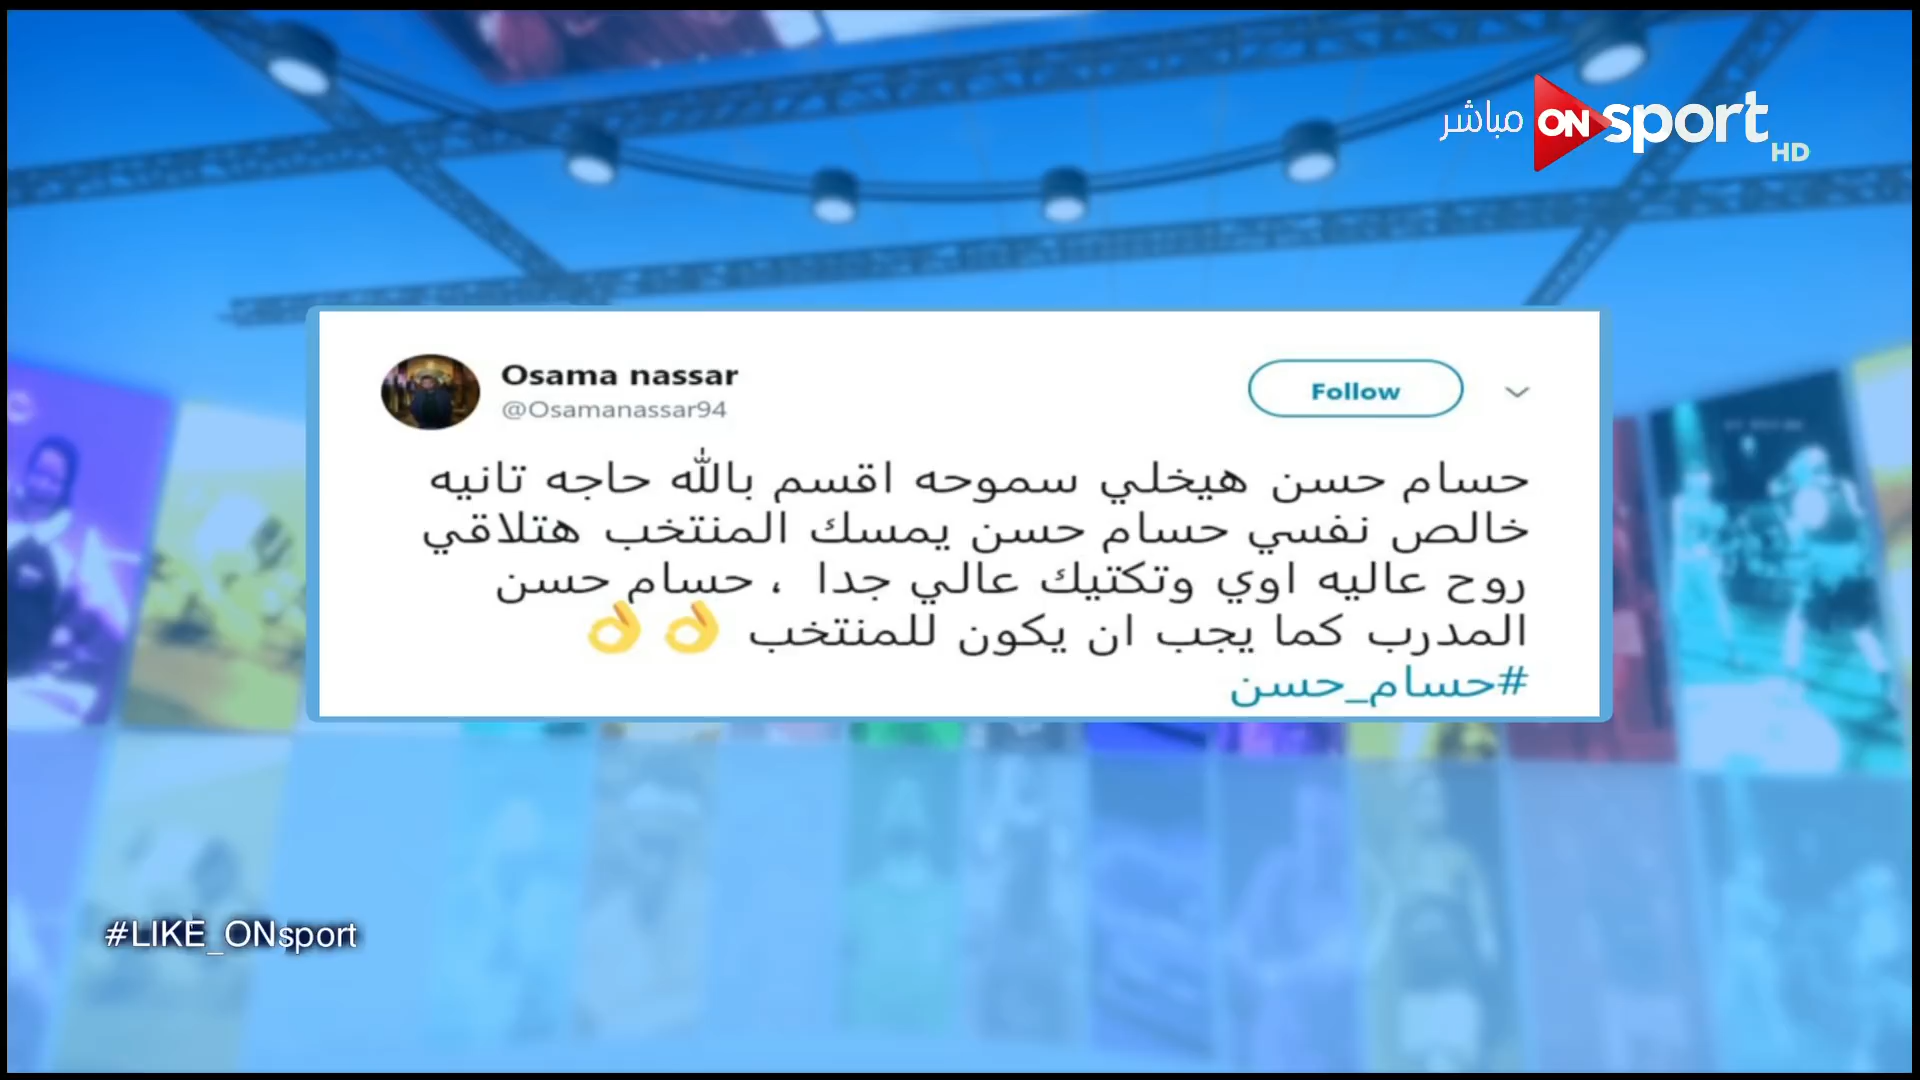 مباشر ON sport HD
Osama nassar
@Osamanassar94
Follow
حسام حسن هيخلي سموحه اقسم بالله حاجه تانيه
خالص نفسي حسام حسن يمسك المنتخب هتلاقي
روح عاليه اوي وتكتيك عالي جدا ، حسام حسن
المدرب كما يجب ان يكون للمنتخب 👌👌
#حسام_حسن
#LIKE_ONsport